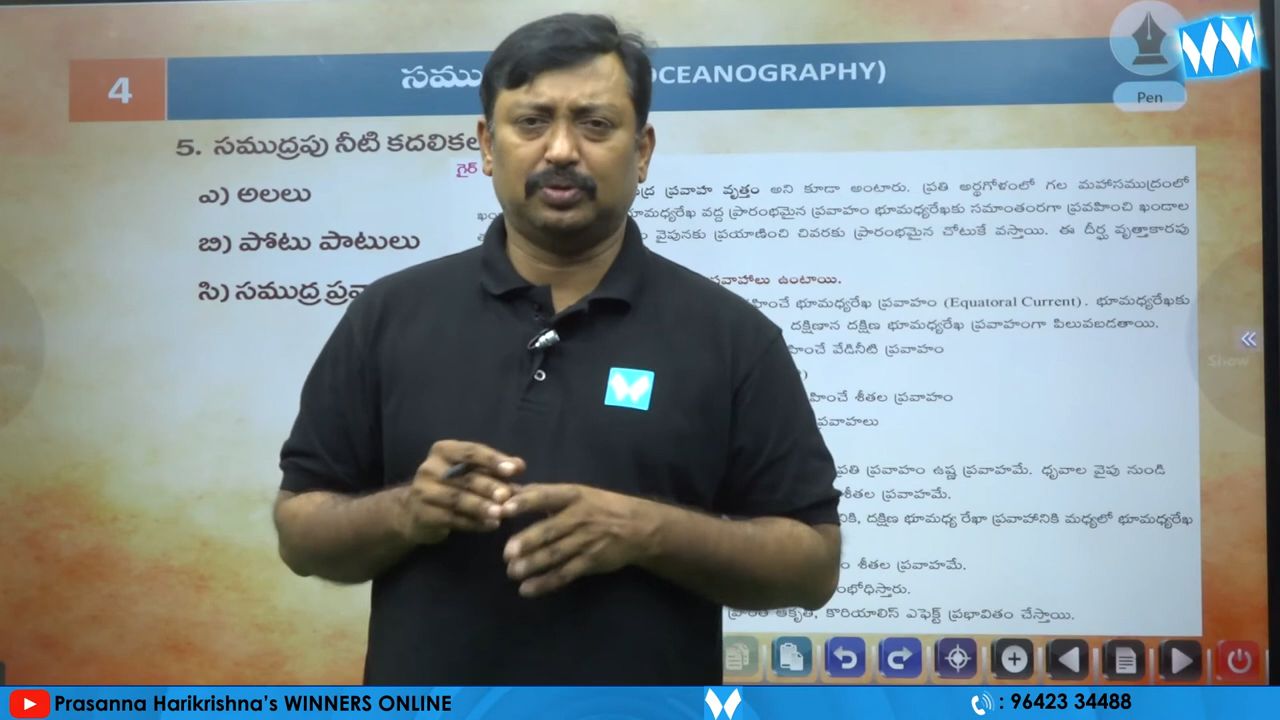 4
OCEANOGRAPHY)
Pen
5. సముద్రపు నీటి కదలికలు
గైర్
ఎ) అలలు
ప్రవాహ వృత్తం అని కూడా అంటారు. ప్రతి అర్థగోళంలో గల మహాసముద్రంలో
భూమధ్యరేఖ వద్ద ప్రారంభమైన ప్రవాహం భూమధ్యరేఖకు సమాంతరంగా ప్రవహించి ఖండాల
బి) పోటు పాటులు
వైపునకు ప్రయాణించి చివరకు ప్రారంభమైన చోటుకే వస్తాయి. ఈ దీర్ఘ వృత్తాకారపు
సి) సముద్ర
ప్రవాహాలు ఉంటాయి.
భూమధ్యరేఖ ప్రవాహం (Equatoral Current). భూమధ్యరేఖకు
దక్షిణాన దక్షిణ భూమధ్యరేఖ ప్రవాహంగా పిలువబడతాయి.
Show
వేడినీటి ప్రవాహం
శీతల ప్రవాహం
ప్రవాహాలు
ప్రతి ప్రవాహం ఉష్ణ ప్రవాహమే. ధృవాల వైపు నుండి
శీతల ప్రవాహమే.
దక్షిణ భూమధ్య రేఖా ప్రవాహానికి మధ్యలో భూమధ్యరేఖ
శీతల ప్రవాహమే.
ఆకృతి, కొరియాలిస్ ఎఫెక్ట్ ప్రభావితం చేస్తాయి.
Prasanna Harikrishna's WINNERS ONLINE
: 96423 34488